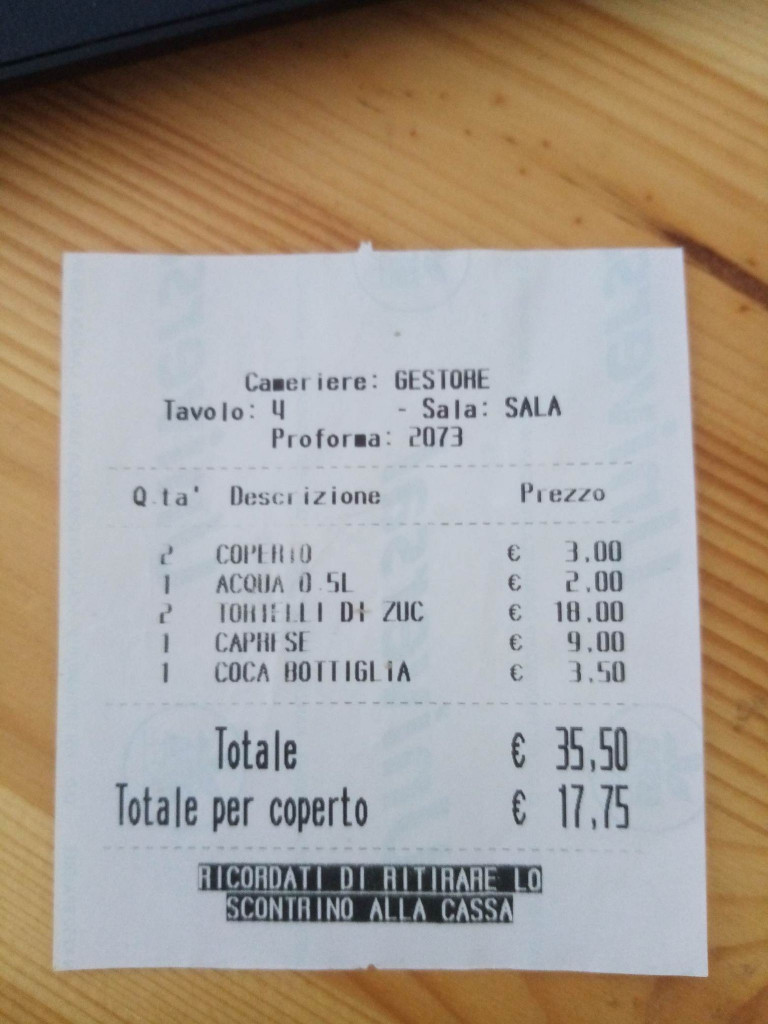 Cameriere: GESTORE
Tavolo: 4 - Sala: SALA
Proforma: 2073
Q.ta' Descrizione Prezzo
2 COPERTO € 3.00
1 ACQUA 0.5L € 2.00
2 TORTELLI DI ZUC € 18.00
1 CAPRESE € 9.00
1 COCA BOTTIGLIA € 3.50
Totale € 35,50
Totale per coperto € 17,75
RICORDATI DI RITIRARE LO
SCONTRINO ALLA CASSA